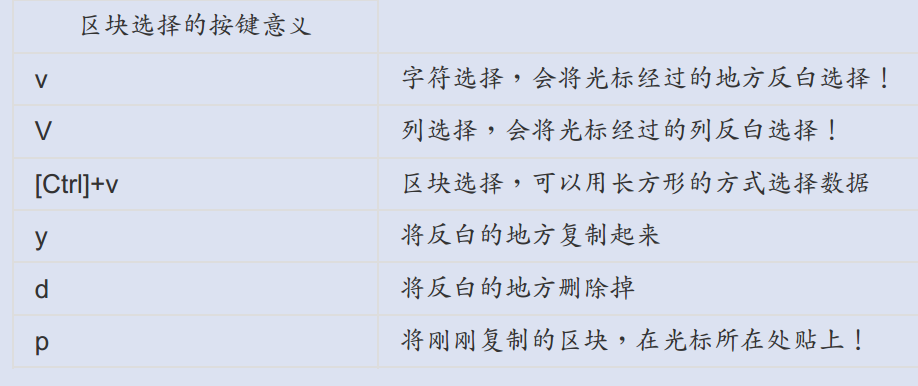 区块选择的按键意义
v 字符选择，会将光标经过的地方反白选择！
V 列选择，会将光标经过的列反白选择！
[Ctrl]+v 区块选择，可以用长方形的方式选择数据
y 将反白的地方复制起来
d 将反白的地方删除掉
p 将刚刚复制的区块，在光标所在处贴上！